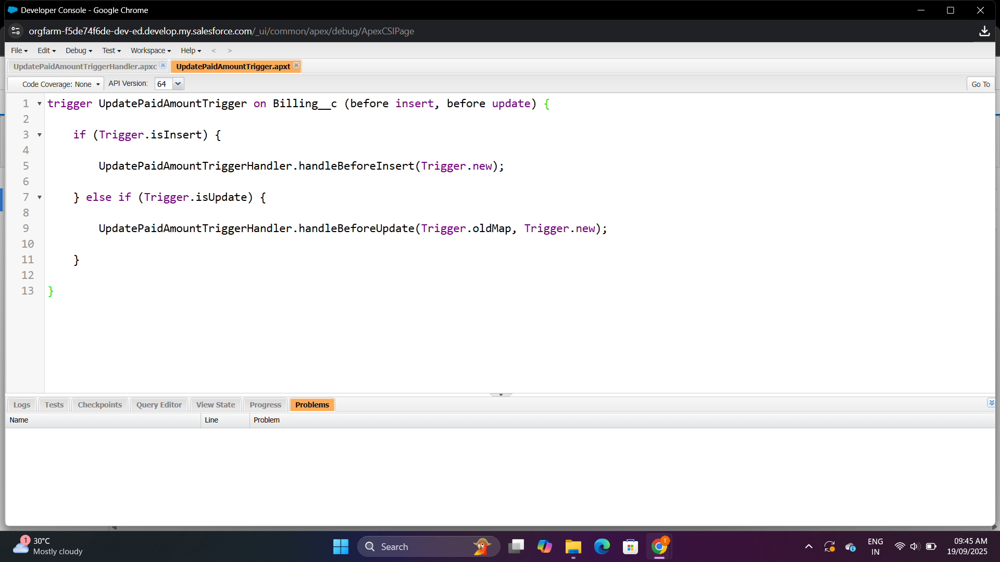 Developer Console - Google Chrome
orgfarm-f5de74f6de-dev-ed.develop.my.salesforce.com/_ui/common/apex/debug/ApexCSIPage
File Edit Debug Test Workspace Help < >
UpdatePaidAmountTriggerHandler.apxc UpdatePaidAmountTrigger.apxt
Code Coverage: None API Version: 64 Go To
1 trigger UpdatePaidAmountTrigger on Billing__c (before insert, before update) {
2
3 if (Trigger.isInsert) {
4
5 UpdatePaidAmountTriggerHandler.handleBeforeInsert(Trigger.new);
6
7 } else if (Trigger.isUpdate) {
8
9 UpdatePaidAmountTriggerHandler.handleBeforeUpdate(Trigger.oldMap, Trigger.new);
10
11 }
12
13 }
Logs Tests Checkpoints Query Editor View State Progress Problems
Name Line Problem
1 30°C
Mostly cloudy
Search
T
ENG
IN
09:45 AM
19/09/2025